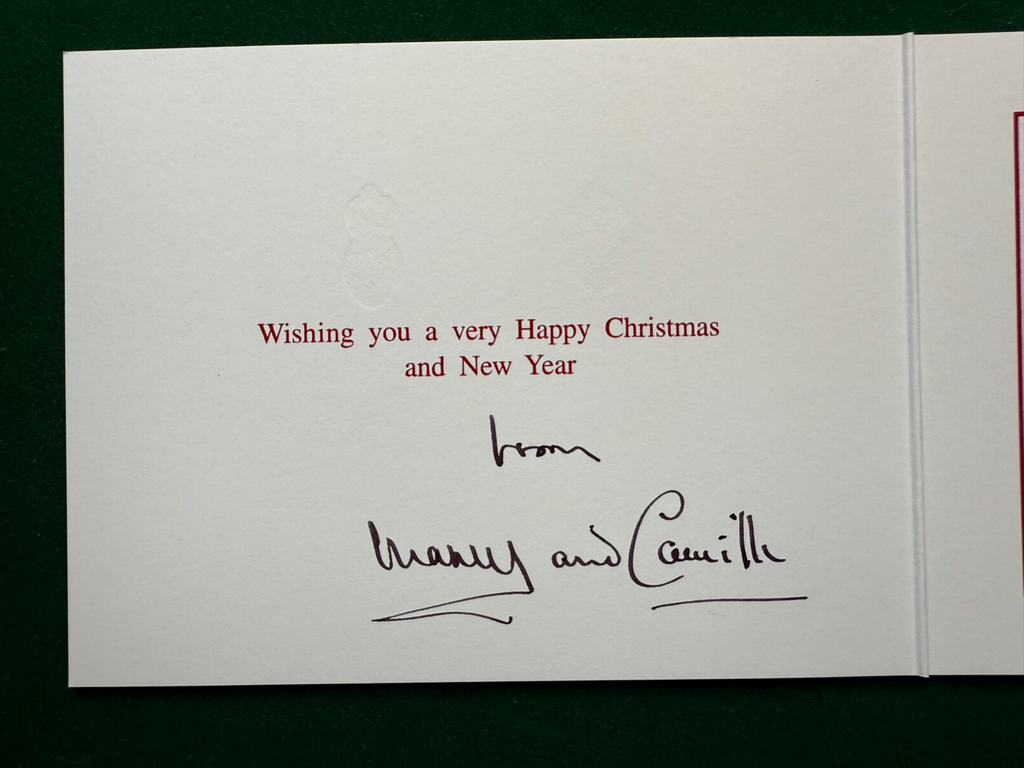 Wishing you a very Happy Christmas
and New Year
from
Charles and Camilla